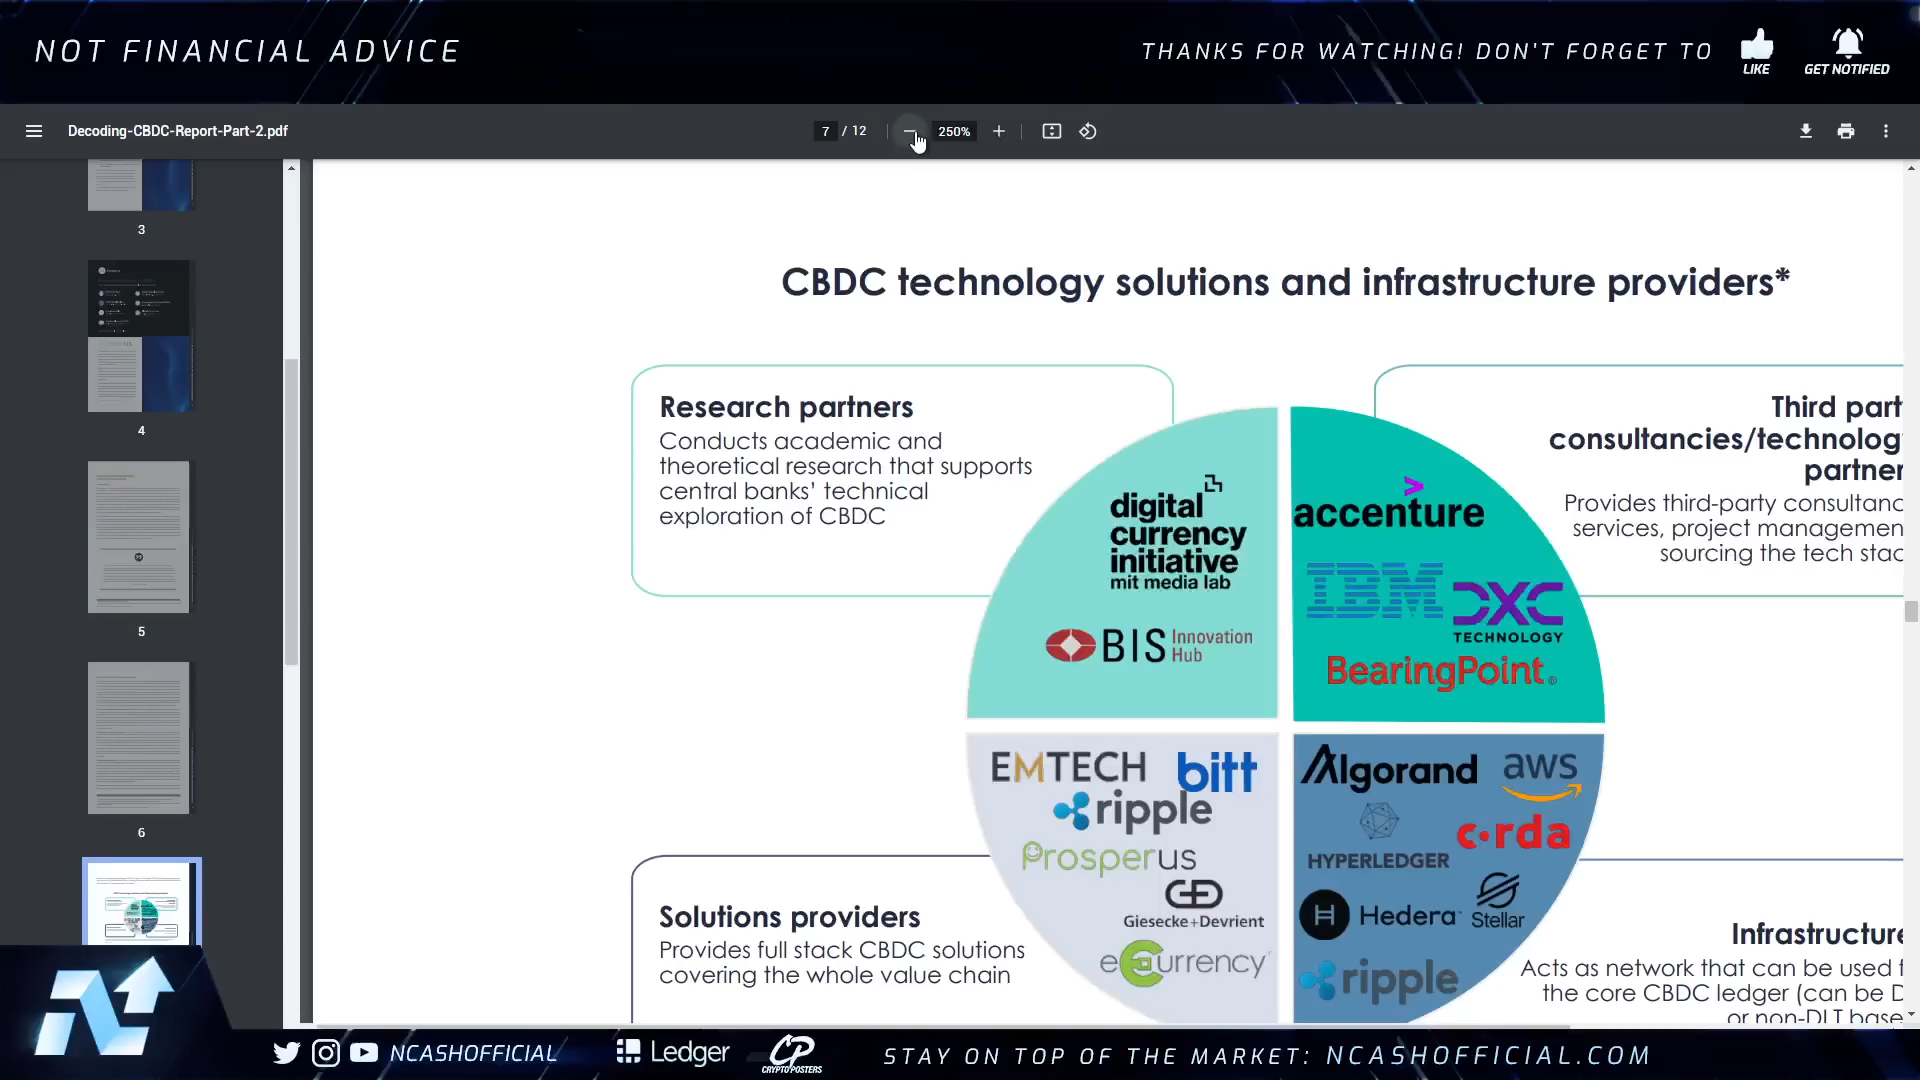 NOT FINANCIAL ADVICE
THANKS FOR WATCHING! DON'T FORGET TO
LIKE
GET NOTIFIED
Decoding-CBDC-Report-Part-2.pdf
7 / 12
250%
3
4
5
6
CBDC technology solutions and infrastructure providers*
Research partners
Conducts academic and
theoretical research that supports
central banks' technical
exploration of CBDC
Third part
consultancies/technolog
partner
Provides third-party consultanc
services, project managemen
sourcing the tech stac
digital
currency
initiative
mit media lab
BIS Innovation
Hub
accenture
IBM
DXC
TECHNOLOGY
BearingPoint®
EMTECH
bitt
ripple
Prosperus
G+D
Giesecke+Devrient
eCurrency
Algorand
aws
HYPERLEDGER
c·rda
Hedera
Stellar
ripple
Solutions providers
Provides full stack CBDC solutions
covering the whole value chain
Infrastructure
Acts as network that can be used f
the core CBDC ledger (can be D
or non-DLT base
NCASHOFFICIAL
Ledger
CP
CRYPTOPOSTERS
STAY ON TOP OF THE MARKET: NCASHOFFICIAL.COM